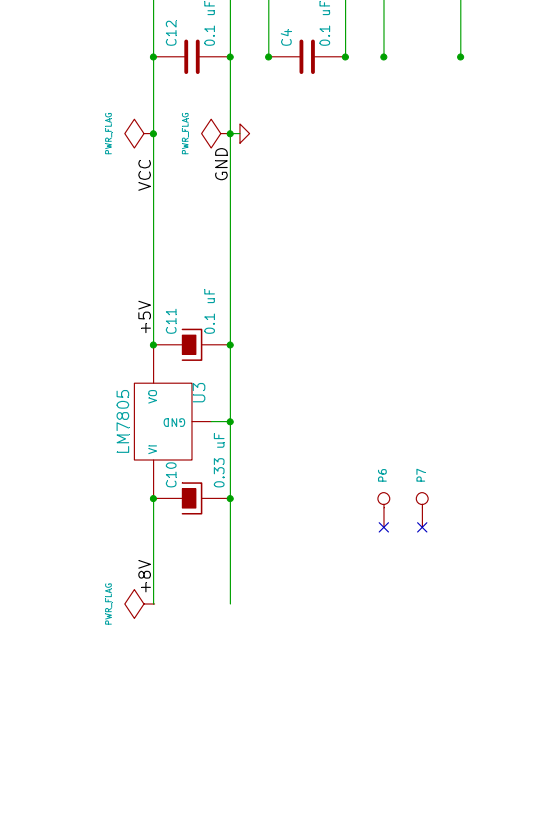 C12
0.1 uF
C4
0.1 uF
PWR_FLAG
PWR_FLAG
VCC
GND
+5V
C11
0.1 uF
LM7805
VO
GND
VI
U3
C10
0.33 uF
P6
P7
+8V
PWR_FLAG